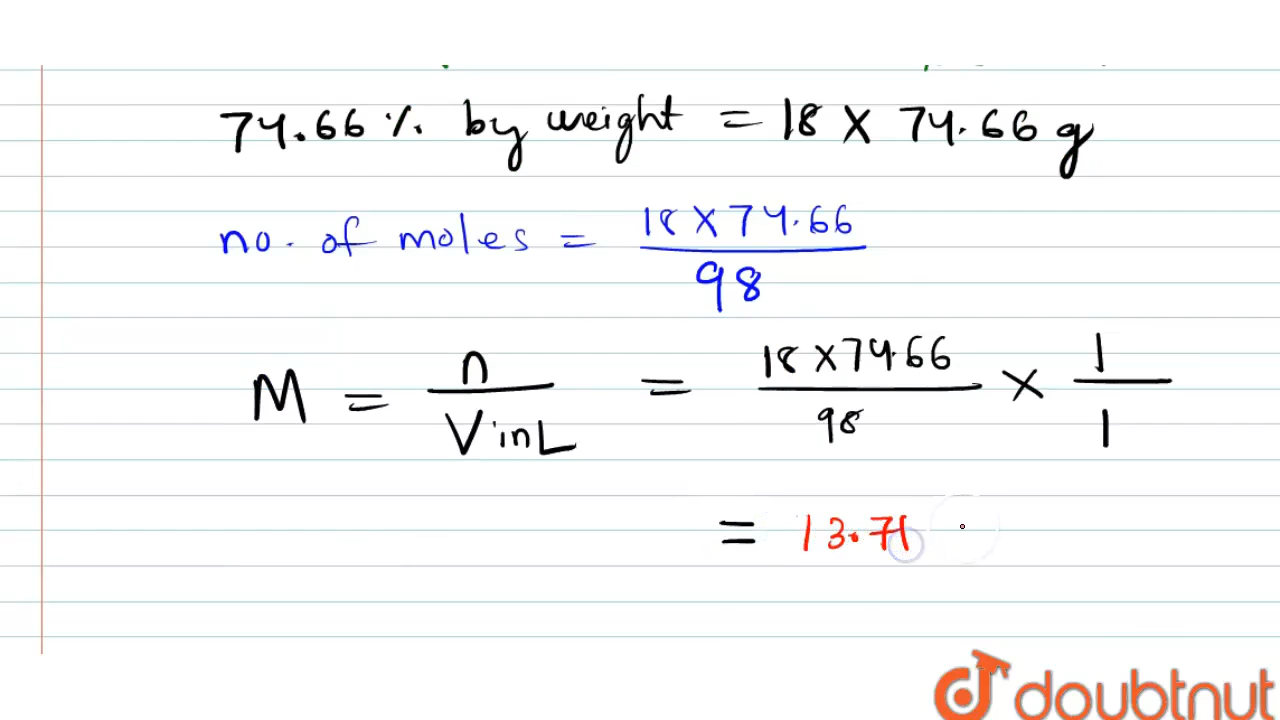 74.66 % by weight = 18 X 74.66 g
no. of moles = 18 X 74.66 / 98
M = n / V in L = 18 X 74.66 / 98 X 1 / 1
= 13.71
doubtnut